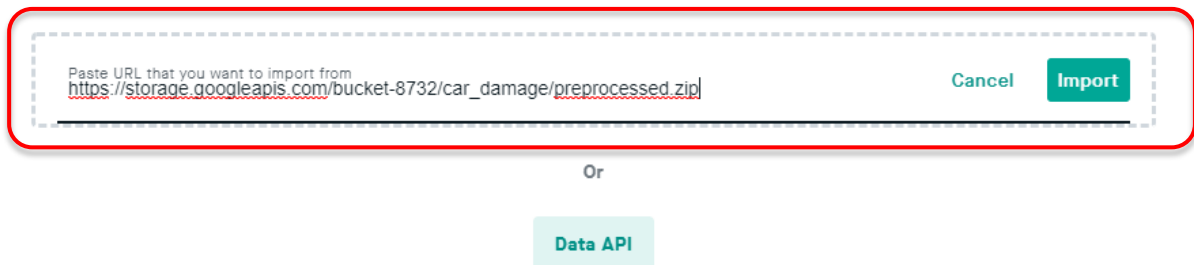 Paste URL that you want to import from
https://storage.googleapis.com/bucket-8732/car_damage/preprocessed.zip
Cancel
Import
Or
Data API